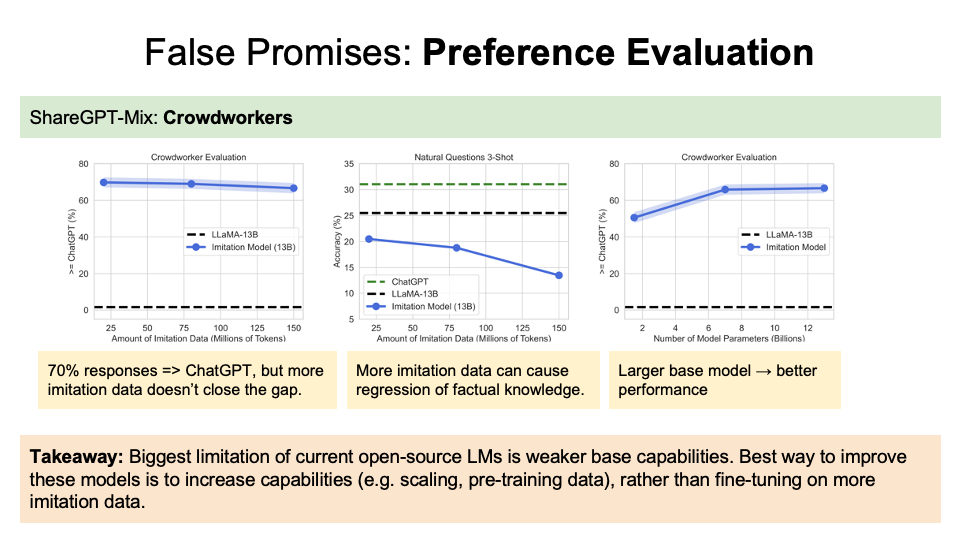 False Promises: Preference Evaluation
ShareGPT-Mix: Crowdworkers
Crowdworker Evaluation
80
60
40
20
0
>= ChatGPT (%)
LLaMA-13B
Imitation Model (13B)
25 50 75 100 125 150
Amount of Imitation Data (Millions of Tokens)
Natural Questions 3-Shot
35
30
25
20
15
10
5
Accuracy (%)
ChatGPT
LLaMA-13B
Imitation Model (13B)
25 50 75 100 125 150
Amount of Imitation Data (Millions of Tokens)
Crowdworker Evaluation
80
60
40
20
0
>= ChatGPT (%)
LLaMA-13B
Imitation Model
2 4 6 8 10 12
Number of Model Parameters (Billions)
70% responses => ChatGPT, but more
imitation data doesn’t close the gap.
More imitation data can cause
regression of factual knowledge.
Larger base model → better
performance
Takeaway: Biggest limitation of current open-source LMs is weaker base capabilities. Best way to improve
these models is to increase capabilities (e.g. scaling, pre-training data), rather than fine-tuning on more
imitation data.